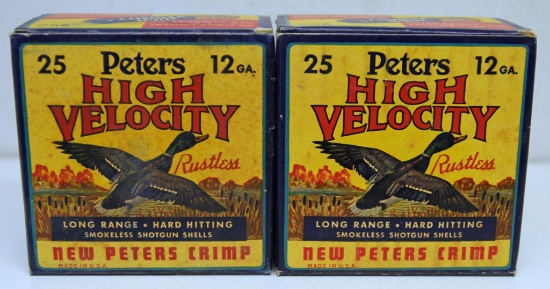 25 Peters 12 GA.
HIGH
VELOCITY
Rustless
LONG RANGE • HARD HITTING
SMOKELESS SHOTGUN SHELLS
NEW PETERS CRIMP
MADE IN U.S.A.
25 Peters 12 GA.
HIGH
VELOCITY
Rustless
LONG RANGE • HARD HITTING
SMOKELESS SHOTGUN SHELLS
NEW PETERS CRIMP
MADE IN U.S.A.